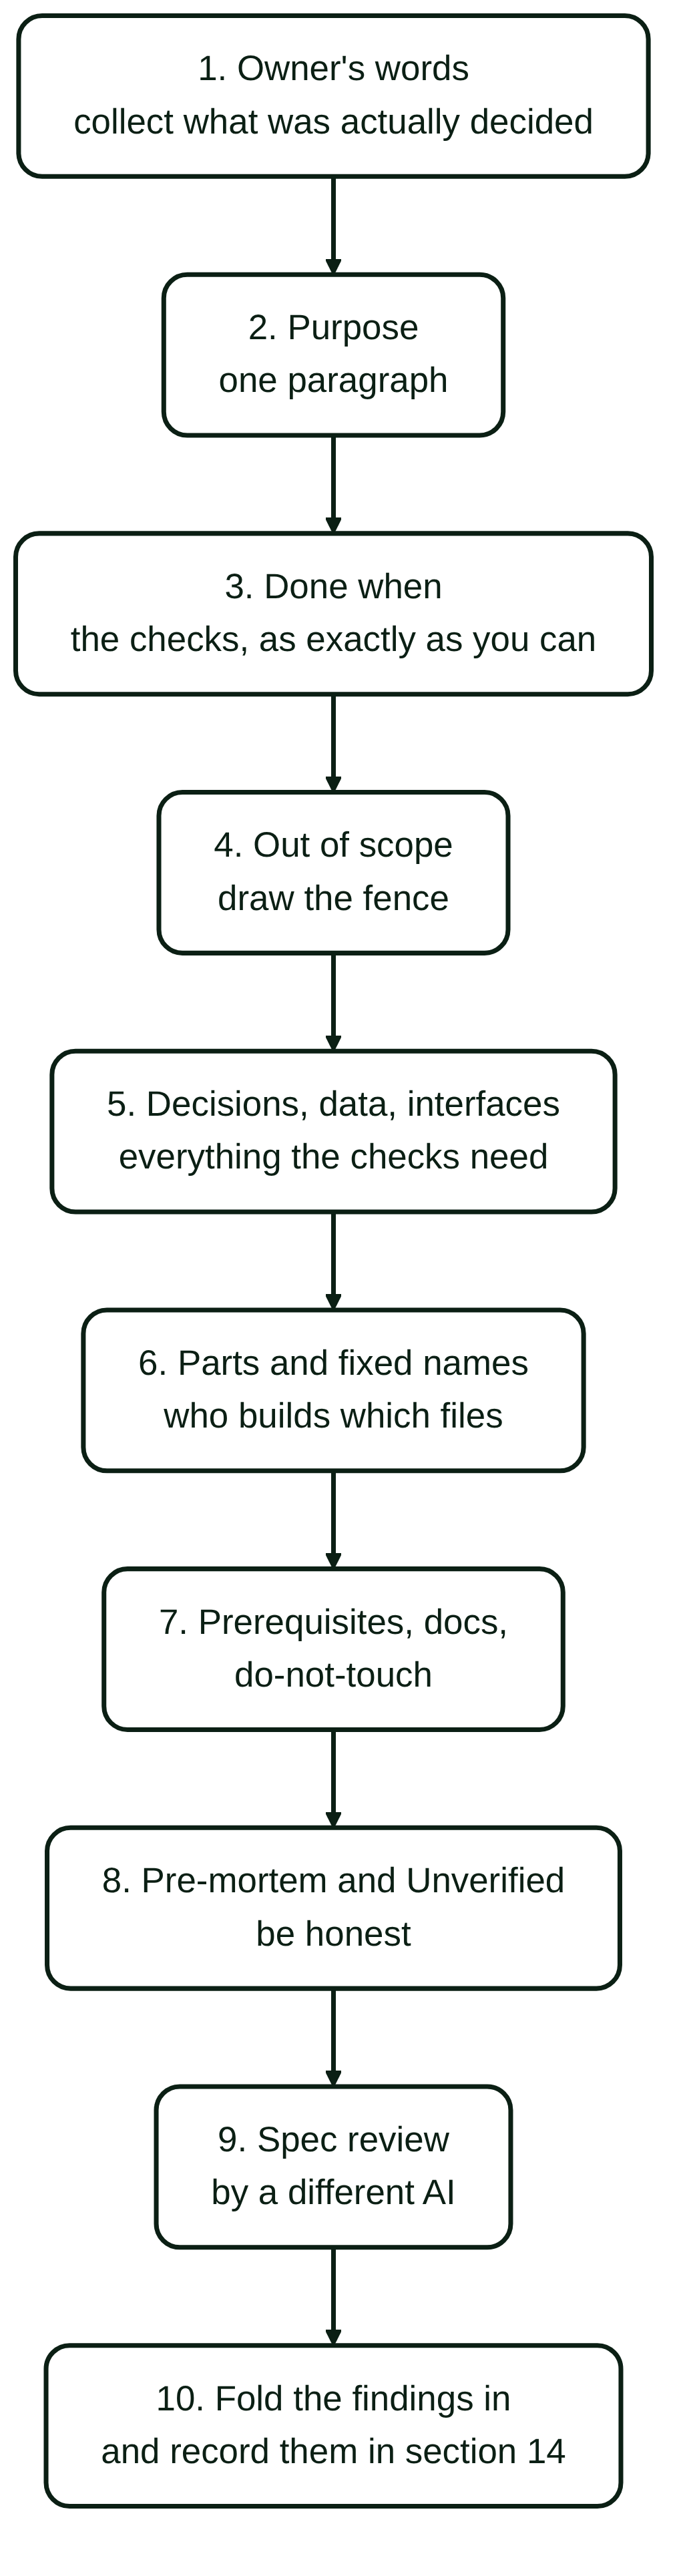 1. Owner's words
collect what was actually decided
2. Purpose
one paragraph
3. Done when
the checks, as exactly as you can
4. Out of scope
draw the fence
5. Decisions, data, interfaces
everything the checks need
6. Parts and fixed names
who builds which files
7. Prerequisites, docs,
do-not-touch
8. Pre-mortem and Unverified
be honest
9. Spec review
by a different AI
10. Fold the findings in
and record them in section 14